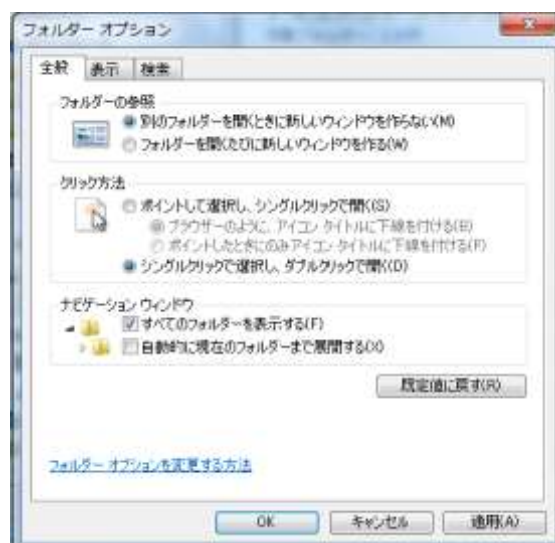 フォルダー オプション
全般 表示 検索
フォルダーの参照
別のフォルダーを開くときに新しいウィンドウを作らない(M)
フォルダーを開くたびに新しいウィンドウを作る(W)
クリック方法
ポイントして選択し、シングルクリックで開く(S)
ブラウザーのように、アイコン タイトルに下線を付ける(B)
ポイントしたときにのみアイコン タイトルに下線を付ける(P)
シングルクリックで選択し、ダブルクリックで開く(D)
ナビゲーション ウィンドウ
すべてのフォルダーを表示する(F)
自動的に現在のフォルダーまで展開する(X)
既定値に戻す(R)
フォルダー オプションを変更する方法
OK キャンセル 適用(A)